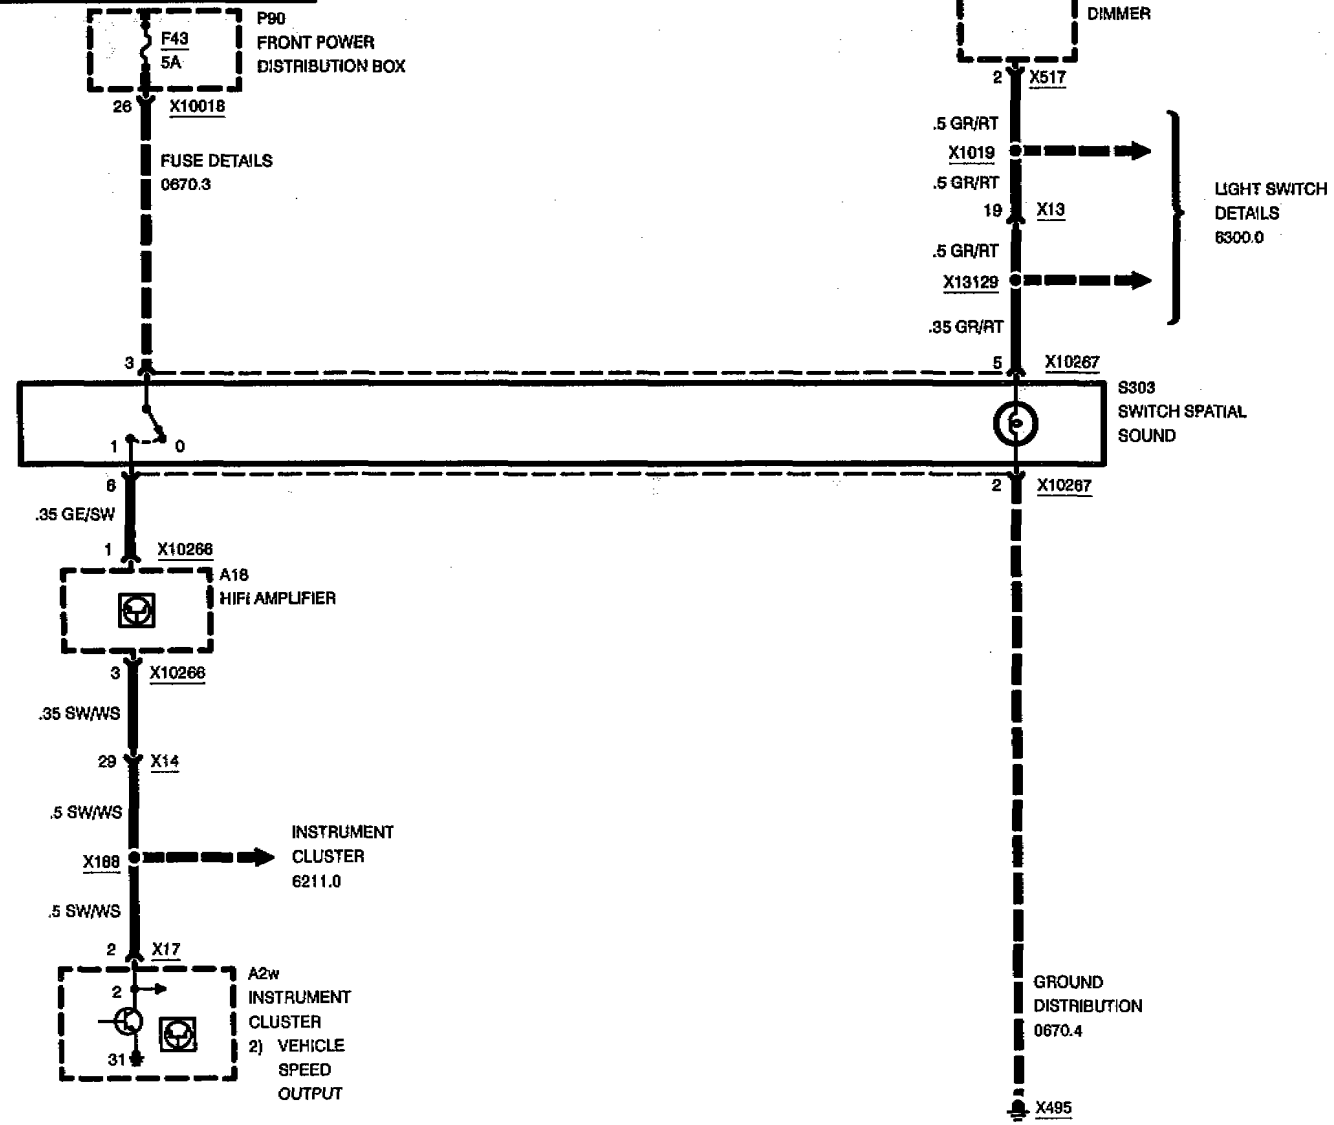 P90
FRONT POWER
DISTRIBUTION BOX
F43
5A
26 X10018
FUSE DETAILS
0670.3
DIMMER
2 X517
.5 GR/RT
X1019
.5 GR/RT
19 X13
.5 GR/RT
X13129
.35 GR/RT
LIGHT SWITCH
DETAILS
6300.0
3
5 X10267
S303
SWITCH SPATIAL
SOUND
1 0
6
2 X10267
.35 GE/SW
1 X10266
A18
HIFI AMPLIFIER
3 X10266
.35 SW/WS
29 X14
.5 SW/WS
X188
INSTRUMENT
CLUSTER
6211.0
.5 SW/WS
2 X17
A2w
INSTRUMENT
CLUSTER
2) VEHICLE
SPEED
OUTPUT
2
31
GROUND
DISTRIBUTION
0670.4
X495